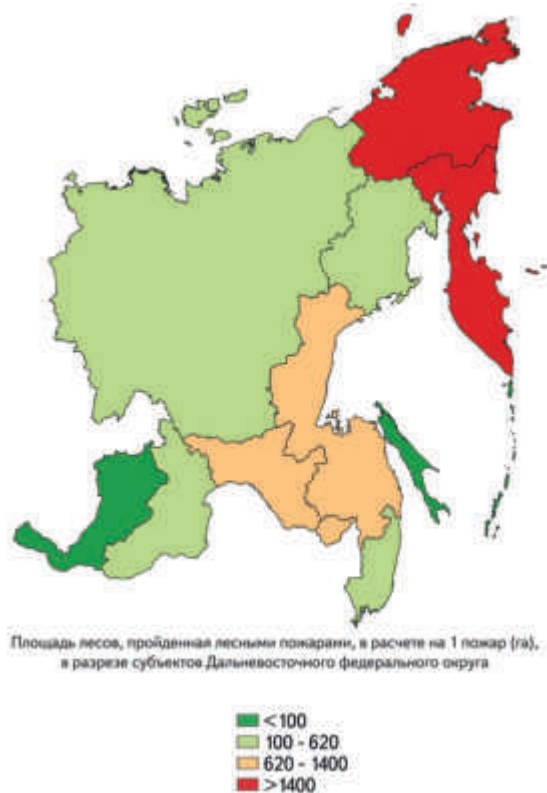 Площадь лесов, пройденная лесными пожарами, в расчете на 1 пожар (га),
в разрезе субъектов Дальневосточного федерального округа
<100
100 - 620
620 - 1400
>1400